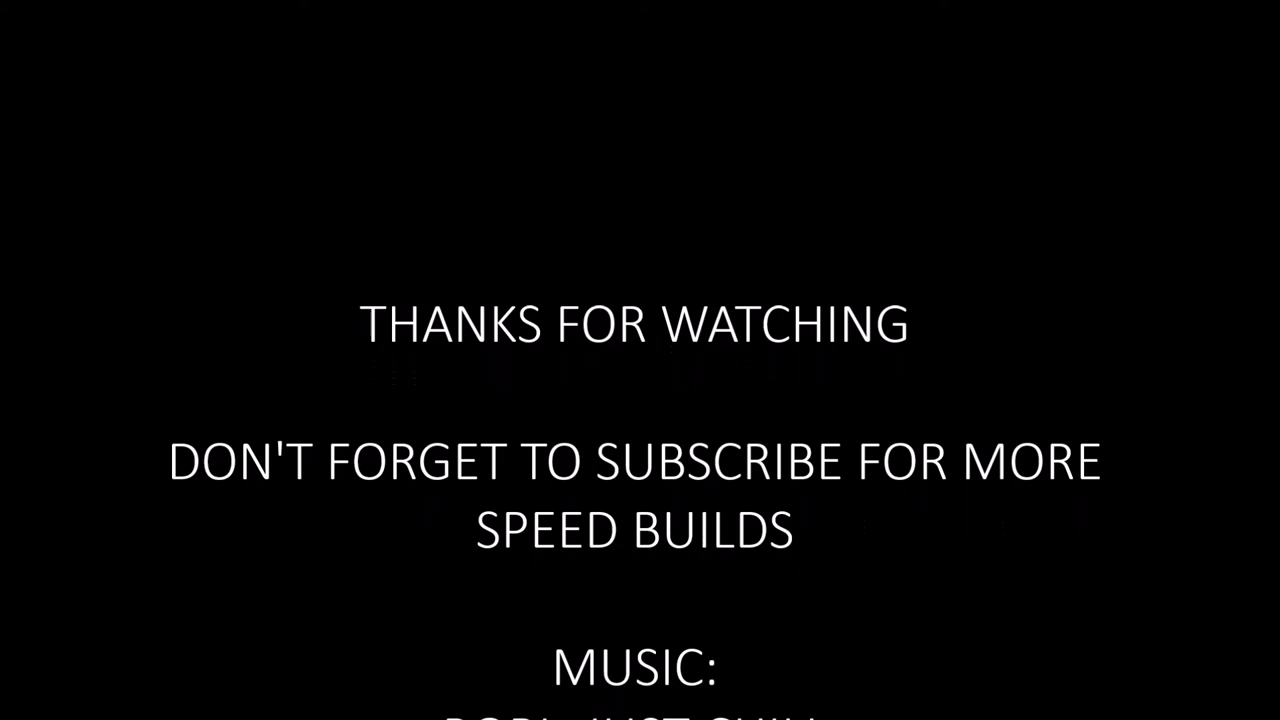 THANKS FOR WATCHING
DON'T FORGET TO SUBSCRIBE FOR MORE
SPEED BUILDS
MUSIC: